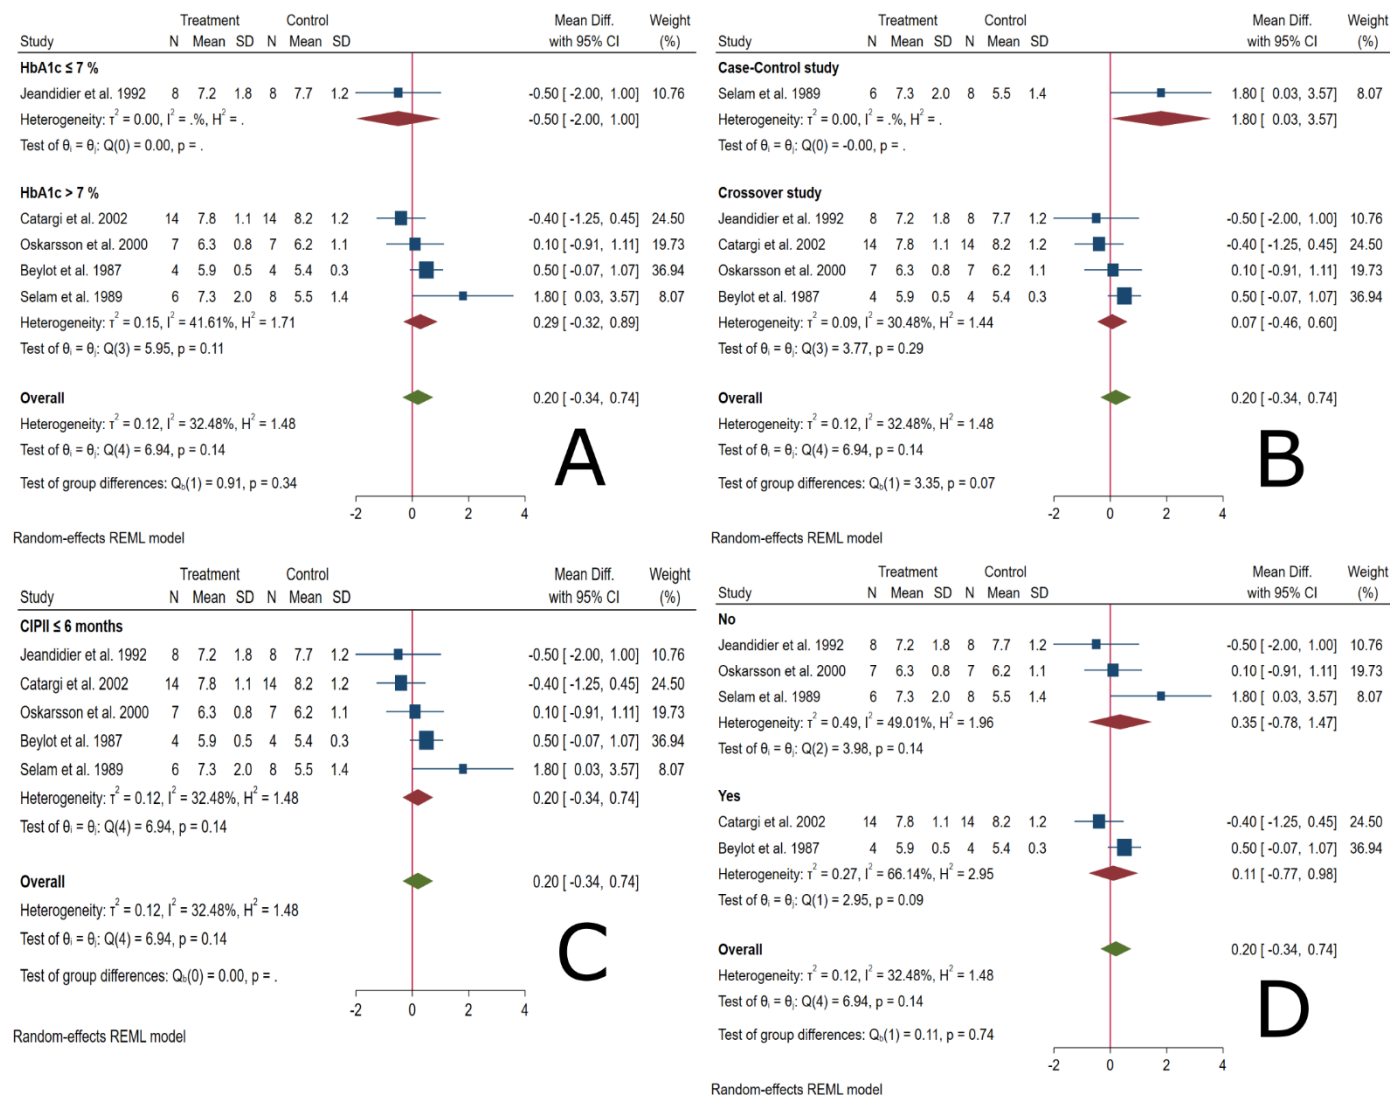 Treatment Control Mean Diff. Weight
Study N Mean SD N Mean SD with 95% CI (%)
HbA1c ≤ 7 %
Jeandidier et al. 1992 8 7.2 1.8 8 7.7 1.2 -0.50 [ -2.00, 1.00] 10.76
Heterogeneity: τ² = 0.00, I² = .%, H² = . -0.50 [ -2.00, 1.00]
Test of θᵢ = θⱼ: Q(0) = 0.00, p = .
HbA1c > 7 %
Catargi et al. 2002 14 7.8 1.1 14 8.2 1.2 -0.40 [ -1.25, 0.45] 24.50
Oskarsson et al. 2000 7 6.3 0.8 7 6.2 1.1 0.10 [ -0.91, 1.11] 19.73
Beylot et al. 1987 4 5.9 0.5 4 5.4 0.3 0.50 [ -0.07, 1.07] 36.94
Selam et al. 1989 6 7.3 2.0 8 5.5 1.4 1.80 [ 0.03, 3.57] 8.07
Heterogeneity: τ² = 0.15, I² = 41.61%, H² = 1.71 0.29 [ -0.32, 0.89]
Test of θᵢ = θⱼ: Q(3) = 5.95, p = 0.11
Overall 0.20 [ -0.34, 0.74]
Heterogeneity: τ² = 0.12, I² = 32.48%, H² = 1.48
Test of θᵢ = θⱼ: Q(4) = 6.94, p = 0.14
Test of group differences: Q_b(1) = 0.91, p = 0.34
A
-2 0 2 4
Random-effects REML model
Treatment Control Mean Diff. Weight
Study N Mean SD N Mean SD with 95% CI (%)
Case-Control study
Selam et al. 1989 6 7.3 2.0 8 5.5 1.4 1.80 [ 0.03, 3.57] 8.07
Heterogeneity: τ² = 0.00, I² = .%, H² = . 1.80 [ 0.03, 3.57]
Test of θᵢ = θⱼ: Q(0) = -0.00, p = .
Crossover study
Jeandidier et al. 1992 8 7.2 1.8 8 7.7 1.2 -0.50 [ -2.00, 1.00] 10.76
Catargi et al. 2002 14 7.8 1.1 14 8.2 1.2 -0.40 [ -1.25, 0.45] 24.50
Oskarsson et al. 2000 7 6.3 0.8 7 6.2 1.1 0.10 [ -0.91, 1.11] 19.73
Beylot et al. 1987 4 5.9 0.5 4 5.4 0.3 0.50 [ -0.07, 1.07] 36.94
Heterogeneity: τ² = 0.09, I² = 30.48%, H² = 1.44 0.07 [ -0.46, 0.60]
Test of θᵢ = θⱼ: Q(3) = 3.77, p = 0.29
Overall 0.20 [ -0.34, 0.74]
Heterogeneity: τ² = 0.12, I² = 32.48%, H² = 1.48
Test of θᵢ = θⱼ: Q(4) = 6.94, p = 0.14
Test of group differences: Q_b(1) = 3.35, p = 0.07
B
-2 0 2 4
Random-effects REML model
Treatment Control Mean Diff. Weight
Study N Mean SD N Mean SD with 95% CI (%)
CIPII ≤ 6 months
Jeandidier et al. 1992 8 7.2 1.8 8 7.7 1.2 -0.50 [ -2.00, 1.00] 10.76
Catargi et al. 2002 14 7.8 1.1 14 8.2 1.2 -0.40 [ -1.25, 0.45] 24.50
Oskarsson et al. 2000 7 6.3 0.8 7 6.2 1.1 0.10 [ -0.91, 1.11] 19.73
Beylot et al. 1987 4 5.9 0.5 4 5.4 0.3 0.50 [ -0.07, 1.07] 36.94
Selam et al. 1989 6 7.3 2.0 8 5.5 1.4 1.80 [ 0.03, 3.57] 8.07
Heterogeneity: τ² = 0.12, I² = 32.48%, H² = 1.48 0.20 [ -0.34, 0.74]
Test of θᵢ = θⱼ: Q(4) = 6.94, p = 0.14
Overall 0.20 [ -0.34, 0.74]
Heterogeneity: τ² = 0.12, I² = 32.48%, H² = 1.48
Test of θᵢ = θⱼ: Q(4) = 6.94, p = 0.14
Test of group differences: Q_b(0) = 0.00, p = .
C
-2 0 2 4
Random-effects REML model
Treatment Control Mean Diff. Weight
Study N Mean SD N Mean SD with 95% CI (%)
No
Jeandidier et al. 1992 8 7.2 1.8 8 7.7 1.2 -0.50 [ -2.00, 1.00] 10.76
Oskarsson et al. 2000 7 6.3 0.8 7 6.2 1.1 0.10 [ -0.91, 1.11] 19.73
Selam et al. 1989 6 7.3 2.0 8 5.5 1.4 1.80 [ 0.03, 3.57] 8.07
Heterogeneity: τ² = 0.49, I² = 49.01%, H² = 1.96 0.35 [ -0.78, 1.47]
Test of θᵢ = θⱼ: Q(2) = 3.98, p = 0.14
Yes
Catargi et al. 2002 14 7.8 1.1 14 8.2 1.2 -0.40 [ -1.25, 0.45] 24.50
Beylot et al. 1987 4 5.9 0.5 4 5.4 0.3 0.50 [ -0.07, 1.07] 36.94
Heterogeneity: τ² = 0.27, I² = 66.14%, H² = 2.95 0.11 [ -0.77, 0.98]
Test of θᵢ = θⱼ: Q(1) = 2.95, p = 0.09
Overall 0.20 [ -0.34, 0.74]
Heterogeneity: τ² = 0.12, I² = 32.48%, H² = 1.48
Test of θᵢ = θⱼ: Q(4) = 6.94, p = 0.14
Test of group differences: Q_b(1) = 0.11, p = 0.74
D
-2 0 2 4
Random-effects REML model